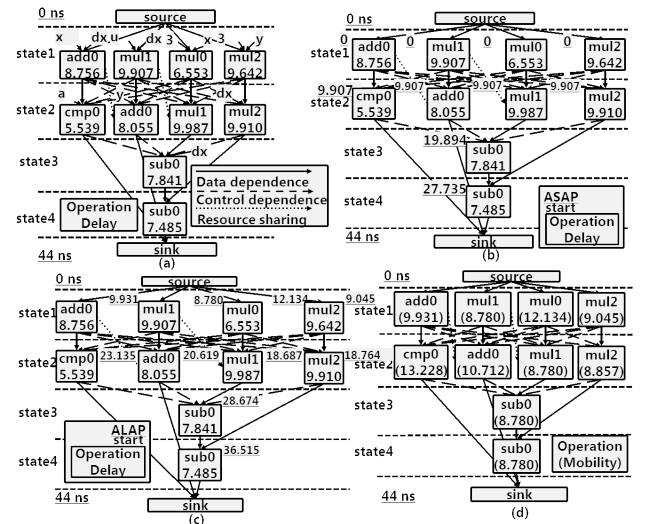 0 ns
source
x
dx,u
dx
3
x
3
y
state1
add0
8.756
mul1
9.907
mul0
6.553
mul2
9.642
a
y
dx
state2
cmp0
5.539
add0
8.055
mul1
9.987
mul2
9.910
state3
dx
sub0
7.841
Data dependence
Control dependence
Resource sharing
state4
Operation
Delay
sub0
7.485
44 ns
sink
(a)
0 ns
source
state1
0
0
0
0
add0
8.756
mul1
9.907
mul0
6.553
mul2
9.642
9.907
9.907
9.907
9.907
state2
cmp0
5.539
add0
8.055
mul1
9.987
mul2
9.910
19.894
state3
sub0
7.841
27.735
state4
sub0
7.485
ASAP
start
Operation
Delay
44 ns
sink
(b)
0 ns
source
9.931
8.780
12.134
9.045
state1
add0
8.756
mul1
9.907
mul0
6.553
mul2
9.642
state2
cmp0
5.539
23.135
add0
8.055
20.619
mul1
9.987
18.687
mul2
9.910
18.764
28.674
state3
sub0
7.841
ALAP
start
Operation
Delay
36.515
state4
sub0
7.485
44 ns
sink
(c)
0 ns
source
state1
add0
(9.931)
mul1
(8.780)
mul0
(12.134)
mul2
(9.045)
state2
cmp0
(13.228)
add0
(10.712)
mul1
(8.780)
mul2
(8.857)
state3
sub0
(8.780)
state4
sub0
(8.780)
Operation
(Mobility)
44 ns
sink
(d)